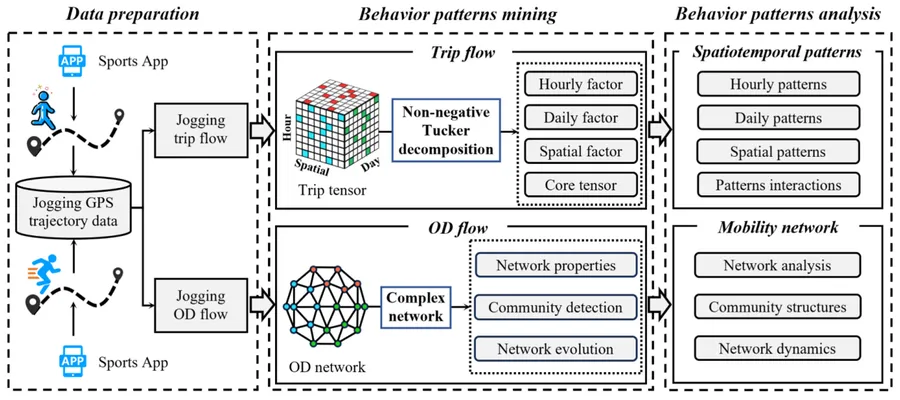 Data preparation
Behavior patterns mining
Behavior patterns analysis
APP
Sports App
Jogging GPS
trajectory data
APP
Sports App
Jogging
trip flow
Jogging
OD flow
Trip flow
Hour
Spatial
Day
Trip tensor
Non-negative
Tucker
decomposition
Hourly factor
Daily factor
Spatial factor
Core tensor
OD flow
OD network
Complex
network
Network properties
Community detection
Network evolution
Spatiotemporal patterns
Hourly patterns
Daily patterns
Spatial patterns
Patterns interactions
Mobility network
Network analysis
Community structures
Network dynamics